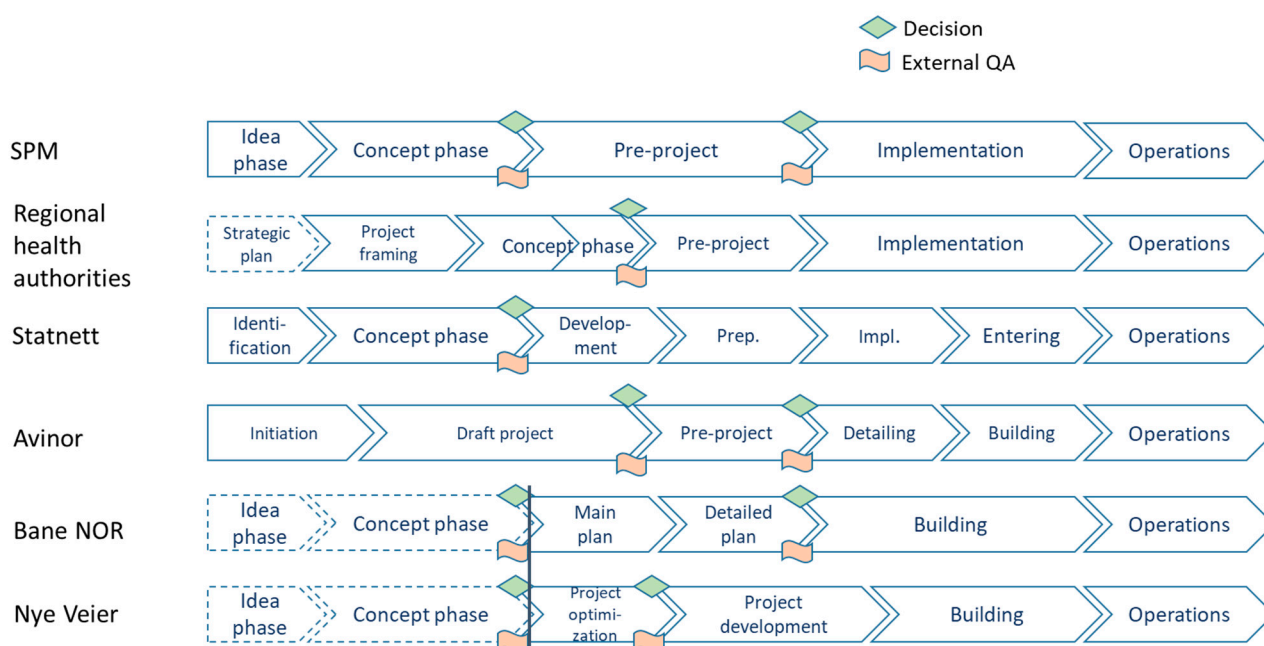 Decision
External QA
SPM
Idea
phase
Concept phase
Pre-project
Implementation
Operations
Regional
health
authorities
Strategic
plan
Project
framing
Concept phase
Pre-project
Implementation
Operations
Statnett
Identi-
fication
Concept phase
Develop-
ment
Prep.
Impl.
Entering
Operations
Avinor
Initiation
Draft project
Pre-project
Detailing
Building
Operations
Bane NOR
Idea
phase
Concept phase
Main
plan
Detailed
plan
Building
Operations
Nye Veier
Idea
phase
Concept phase
Project
optimi-
zation
Project
development
Building
Operations